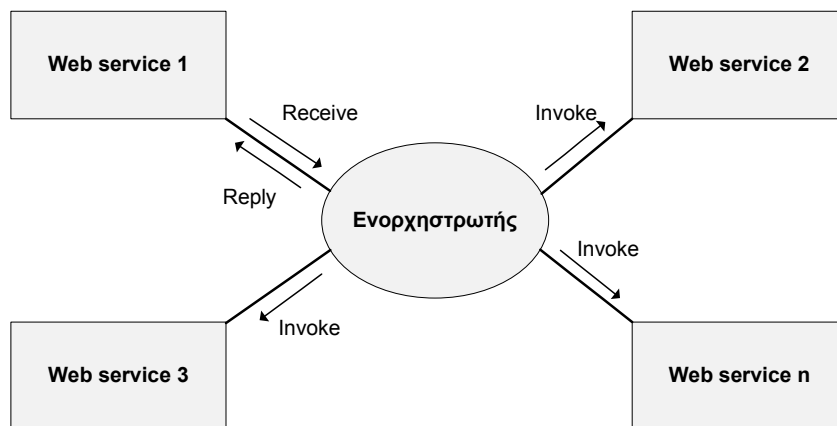 Web service 1
Web service 2
Receive
Invoke
Reply
Ενορχηστρωτής
Invoke
Invoke
Web service 3
Web service n